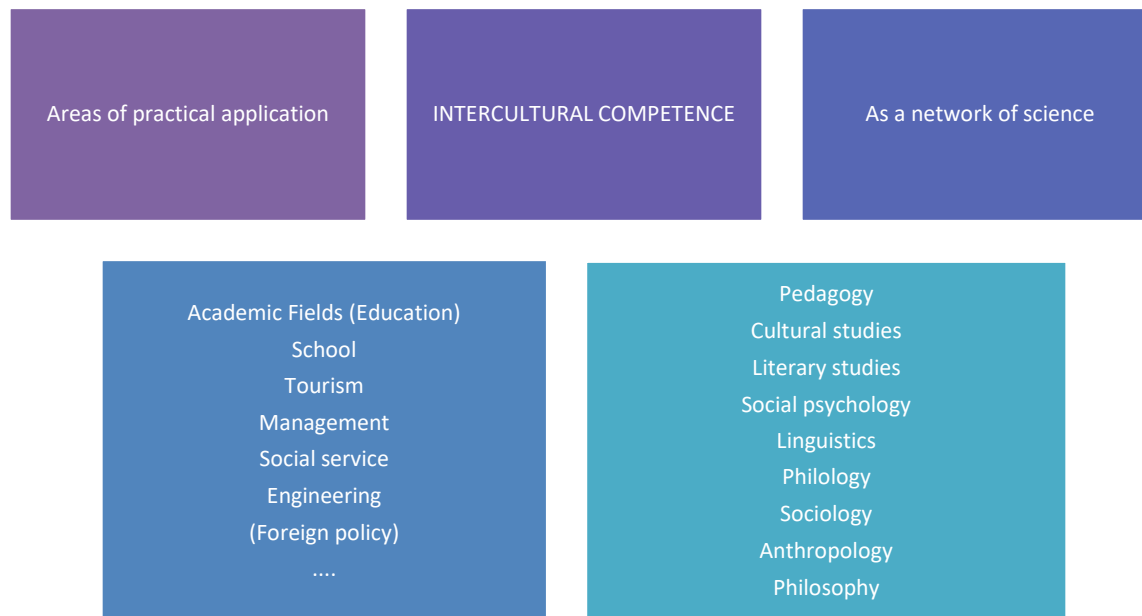 Areas of practical application
INTERCULTURAL COMPETENCE
As a network of science
Academic Fields (Education)
School
Tourism
Management
Social service
Engineering
(Foreign policy)
....
Pedagogy
Cultural studies
Literary studies
Social psychology
Linguistics
Philology
Sociology
Anthropology
Philosophy